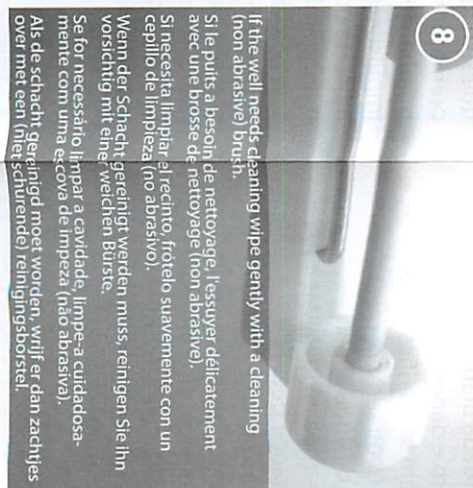 8
If the well needs cleaning wipe gently with a cleaning
(non abrasive) brush.
Si le puits a besoin de nettoyage, l'essuyer délicatement
avec une brosse de nettoyage (non abrasive).
Si necesita limpiar el recinto, frótelo suavemente con un
cepillo de limpieza (no abrasivo).
Wenn der Schacht gereinigt werden muss, reinigen Sie ihn
vorsichtig mit einer weichen Bürste.
Se for necessário limpar a cavidade, limpe-a cuidadosa-
mente com uma escova de impeza (não abrasiva).
Als de schacht gereinigd moet worden, wrijf er dan zachtjes
over met een (niet schurende) reinigingsborstel.